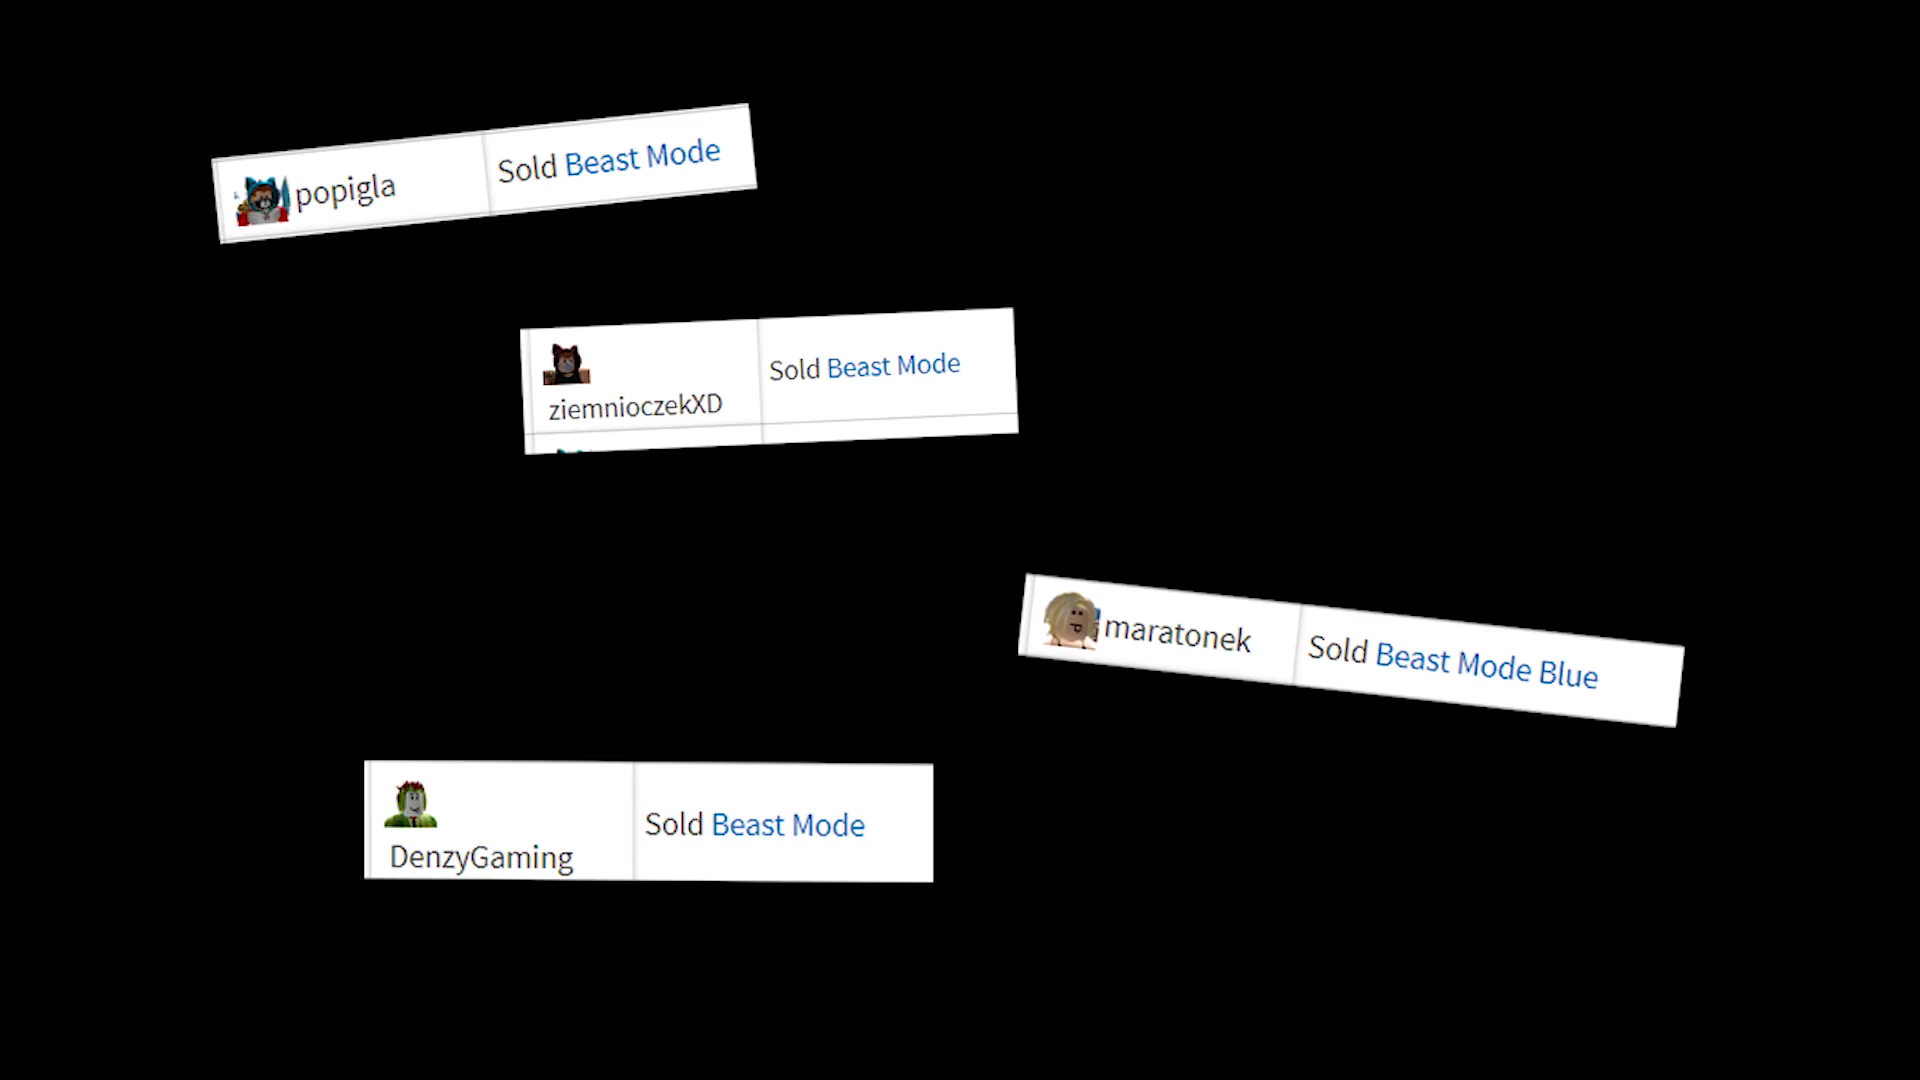 popigla Sold Beast Mode
Sold Beast Mode
ziemnioczekXD
maratonek Sold Beast Mode Blue
Sold Beast Mode
DenzyGaming